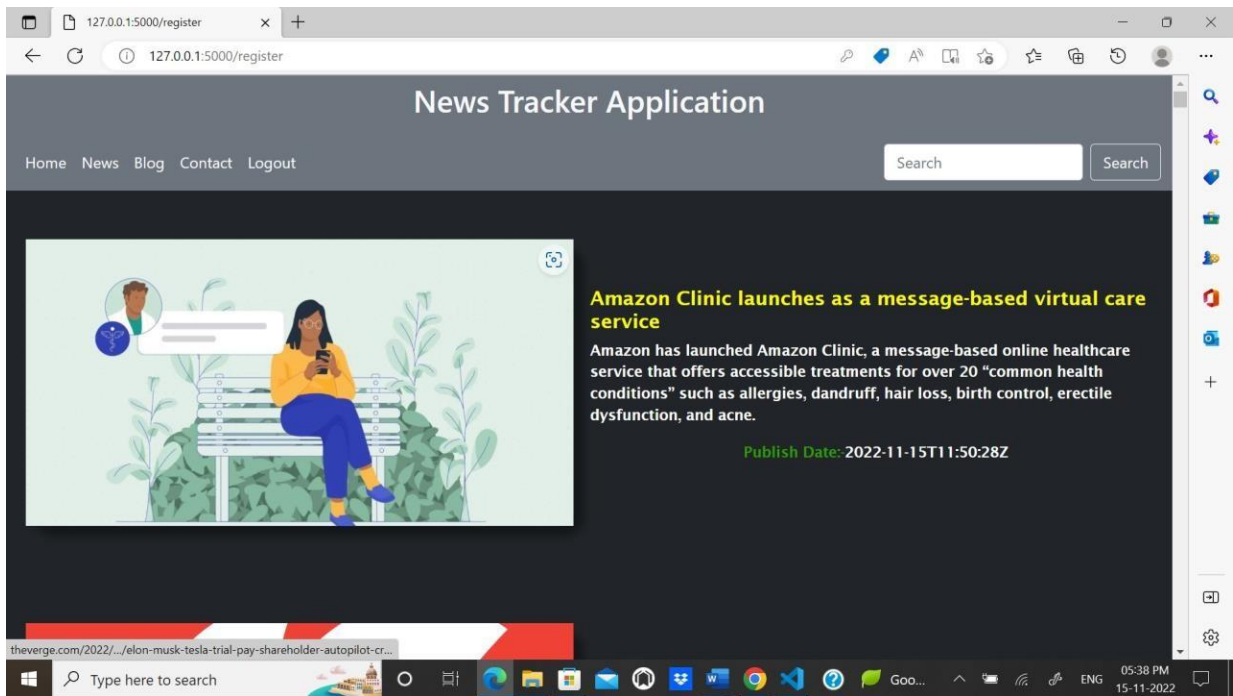 127.0.0.1:5000/register
127.0.0.1:5000/register
News Tracker Application
Home News Blog Contact Logout
Search
Search
Amazon Clinic launches as a message-based virtual care
service
Amazon has launched Amazon Clinic, a message-based online healthcare
service that offers accessible treatments for over 20 “common health
conditions” such as allergies, dandruff, hair loss, birth control, erectile
dysfunction, and acne.
Publish Date:-2022-11-15T11:50:28Z
theverge.com/2022/.../elon-musk-tesla-trial-pay-shareholder-autopilot-cr...
Type here to search
Goo...
ENG
05:38 PM
15-11-2022